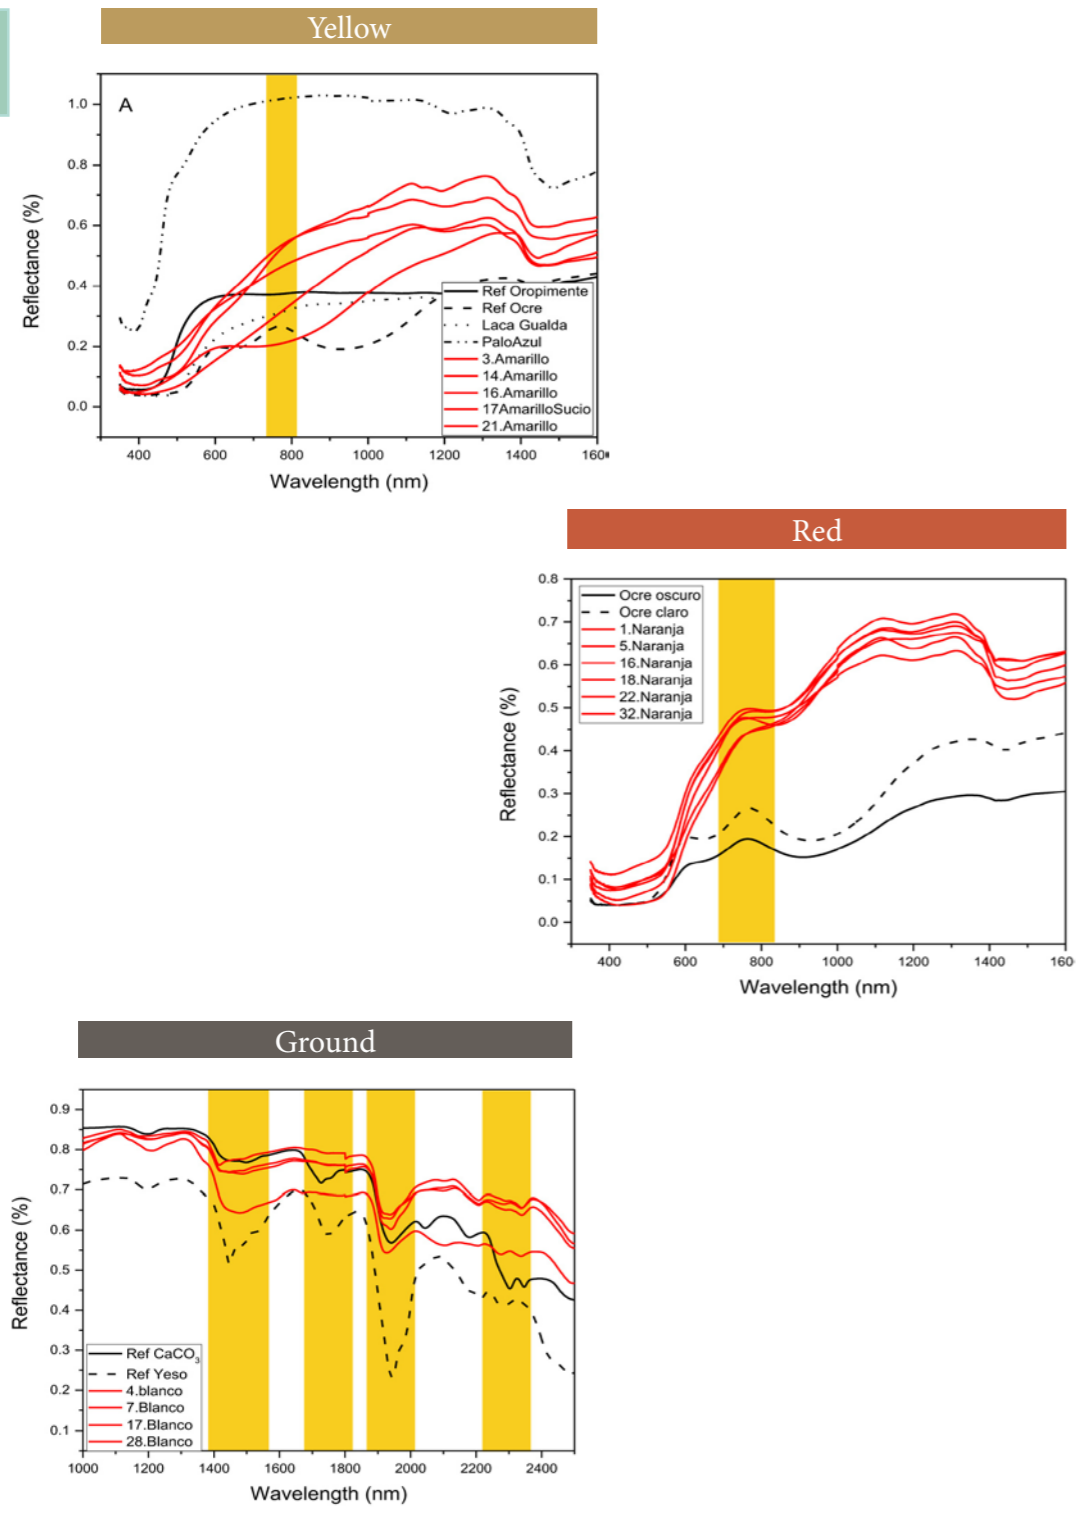 Yellow
A
1.0
0.8
0.6
0.4
0.2
0.0
Reflectance (%)
Ref Oropimente
Ref Ocre
Laca Gualda
PaloAzul
3.Amarillo
14.Amarillo
16.Amarillo
17AmarilloSucio
21.Amarillo
400 600 800 1000 1200 1400 160
Wavelength (nm)
Red
0.8
0.7
0.6
0.5
0.4
0.3
0.2
0.1
0.0
Reflectance (%)
Ocre oscuro
Ocre claro
1.Naranja
5.Naranja
16.Naranja
18.Naranja
22.Naranja
32.Naranja
400 600 800 1000 1200 1400 160
Wavelength (nm)
Ground
0.9
0.8
0.7
0.6
0.5
0.4
0.3
0.2
0.1
Reflectance (%)
Ref CaCO3
Ref Yeso
4.blanco
7.Blanco
17.Blanco
28.Blanco
1000 1200 1400 1600 1800 2000 2200 2400
Wavelength (nm)